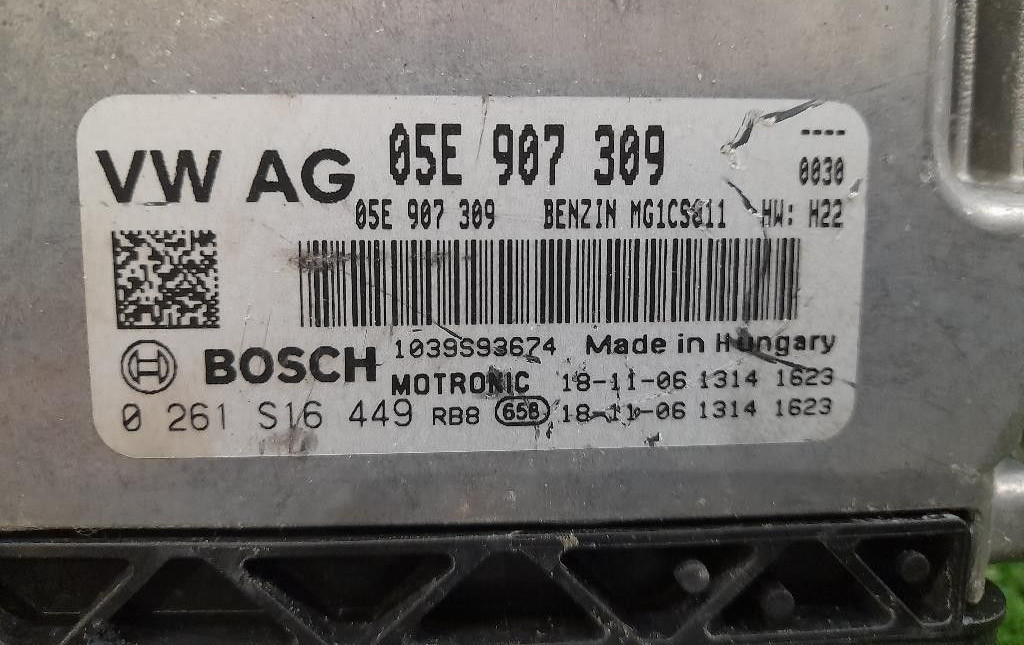 VW AG 05E 907 309 ----
0030
05E 907 309 BENZIN MG1CS011 HW: H22
BOSCH 1039S93674 Made in Hungary
MOTRONIC 18-11-06 1314 1623
0 261 S16 449 RB8 65B 18-11-06 1314 1623